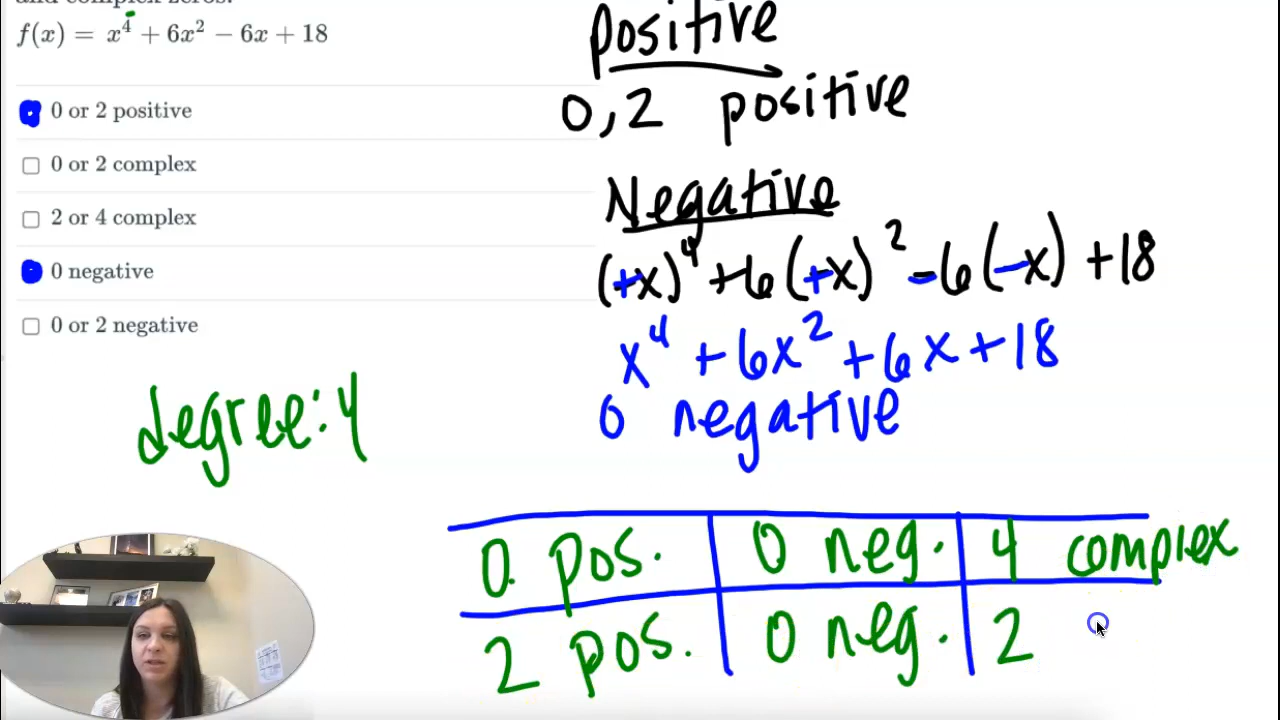 and complex zeros.
f(x) = x⁴ + 6x² − 6x + 18
0 or 2 positive
0 or 2 complex
2 or 4 complex
0 negative
0 or 2 negative
degree: 4
positive
0, 2 positive
Negative
(-x)⁴ + 6(-x)² - 6(-x) + 18
x⁴ + 6x² + 6x + 18
0 negative
0 pos. 0 neg. 4 complex
2 pos. 0 neg. 2